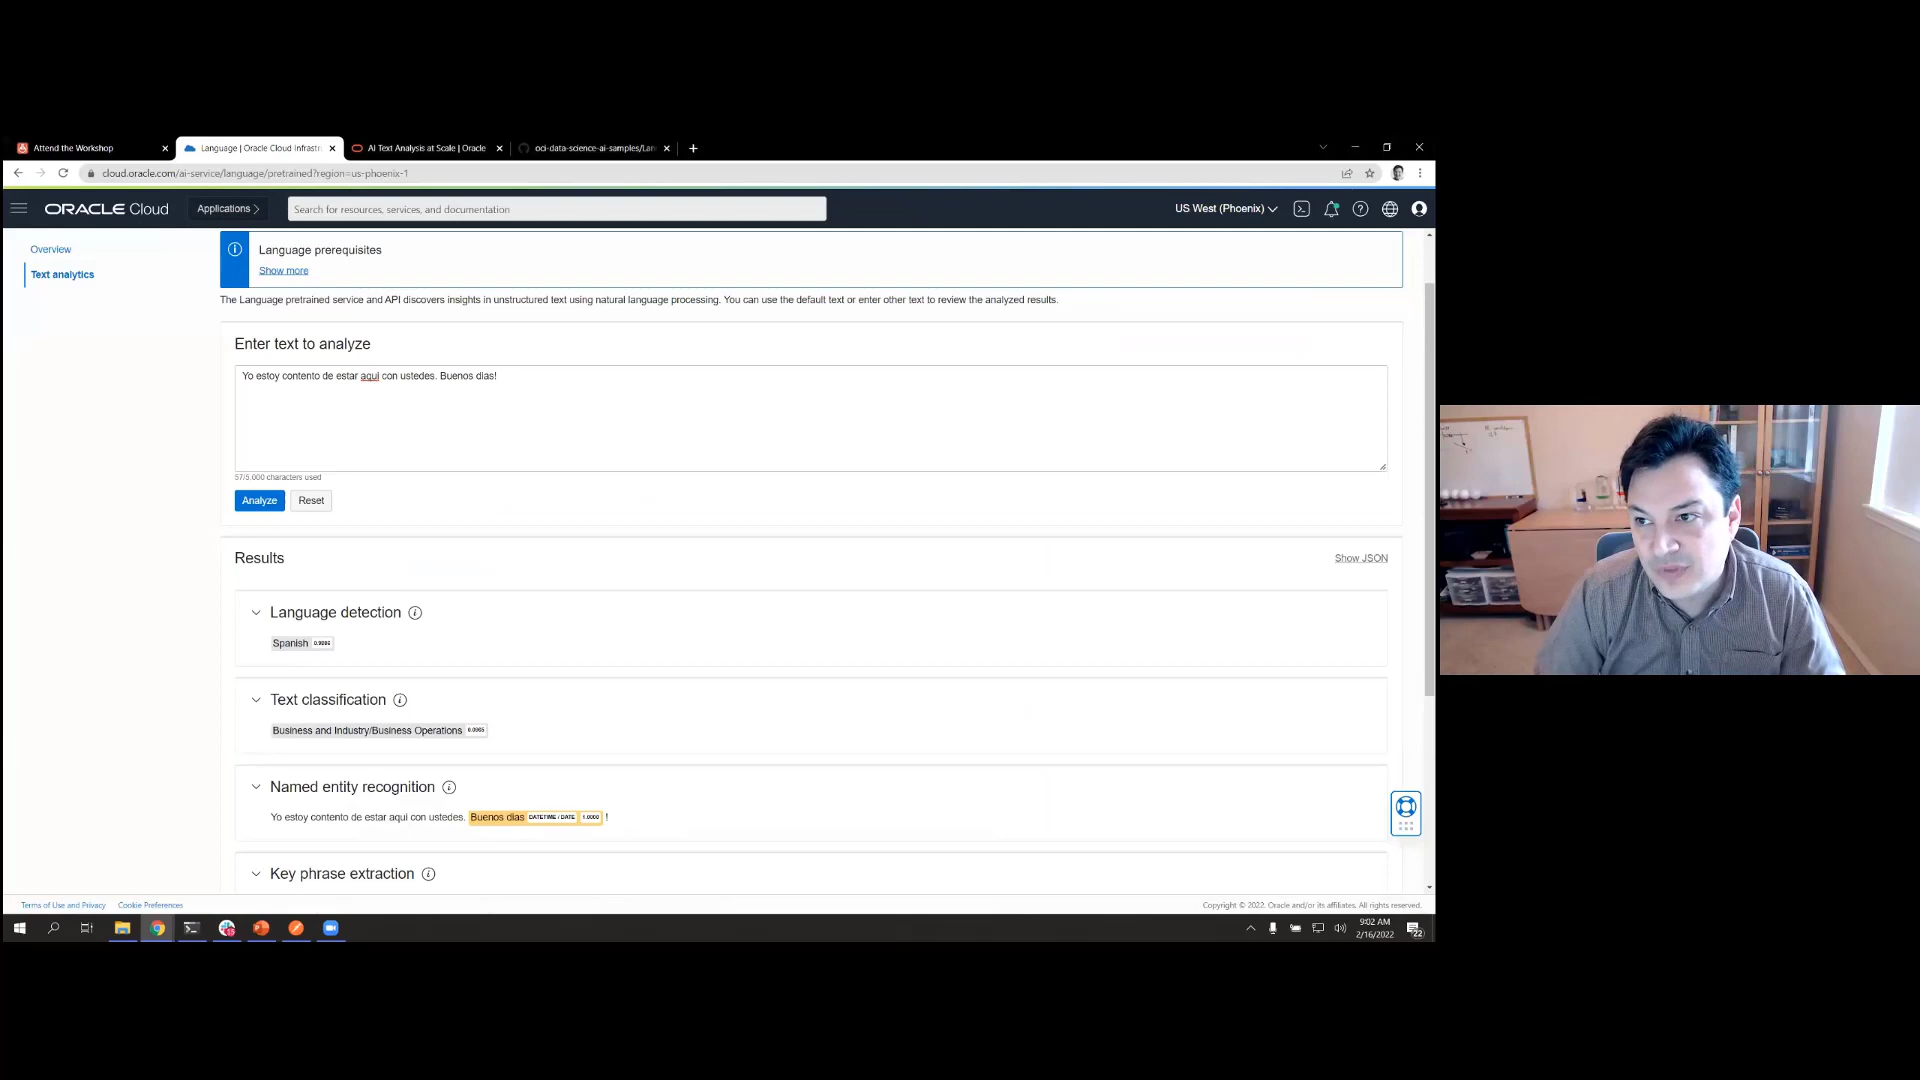 Attend the Workshop
Language | Oracle Cloud Infrastr
AI Text Analysis at Scale | Oracle
oci-data-science-ai-samples/Lan
cloud.oracle.com/ai-service/language/pretrained?region=us-phoenix-1
ORACLE Cloud
Applications
Search for resources, services, and documentation
US West (Phoenix)
Overview
Text analytics
Language prerequisites
Show more
The Language pretrained service and API discovers insights in unstructured text using natural language processing. You can use the default text or enter other text to review the analyzed results.
Enter text to analyze
Yo estoy contento de estar aqui con ustedes. Buenos dias!
57/5,000 characters used
Analyze
Reset
Results
Show JSON
Language detection
Spanish
Text classification
Business and Industry/Business Operations
Named entity recognition
Yo estoy contento de estar aqui con ustedes. Buenos dias DATETIME / DATE 1.0000 !
Key phrase extraction
Terms of Use and Privacy
Cookie Preferences
Copyright © 2022, Oracle and/or its affiliates. All rights reserved.
9:02 AM
2/16/2022
22